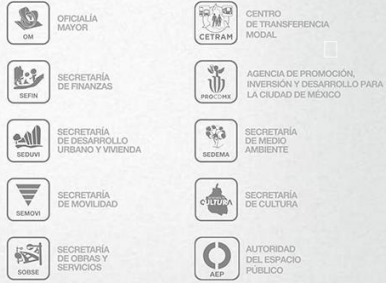 OM
OFICIALÍA
MAYOR
SEFIN
SECRETARÍA
DE FINANZAS
SEDUVI
SECRETARÍA
DE DESARROLLO
URBANO Y VIVIENDA
SEMOVI
SECRETARÍA
DE MOVILIDAD
SOBSE
SECRETARÍA
DE OBRAS Y
SERVICIOS
CETRAM
CENTRO
DE TRANSFERENCIA
MODAL
PROCDMX
AGENCIA DE PROMOCIÓN,
INVERSIÓN Y DESARROLLO PARA
LA CIUDAD DE MÉXICO
SEDEMA
SECRETARÍA
DE MEDIO
AMBIENTE
CULTURA
SECRETARÍA
DE CULTURA
AEP
AUTORIDAD
DEL ESPACIO
PÚBLICO